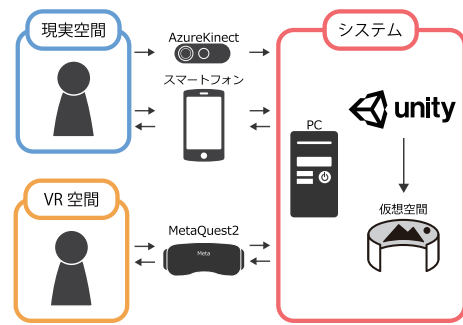 現実空間
AzureKinect
スマートフォン
システム
PC
unity
仮想空間
VR 空間
MetaQuest2
Meta